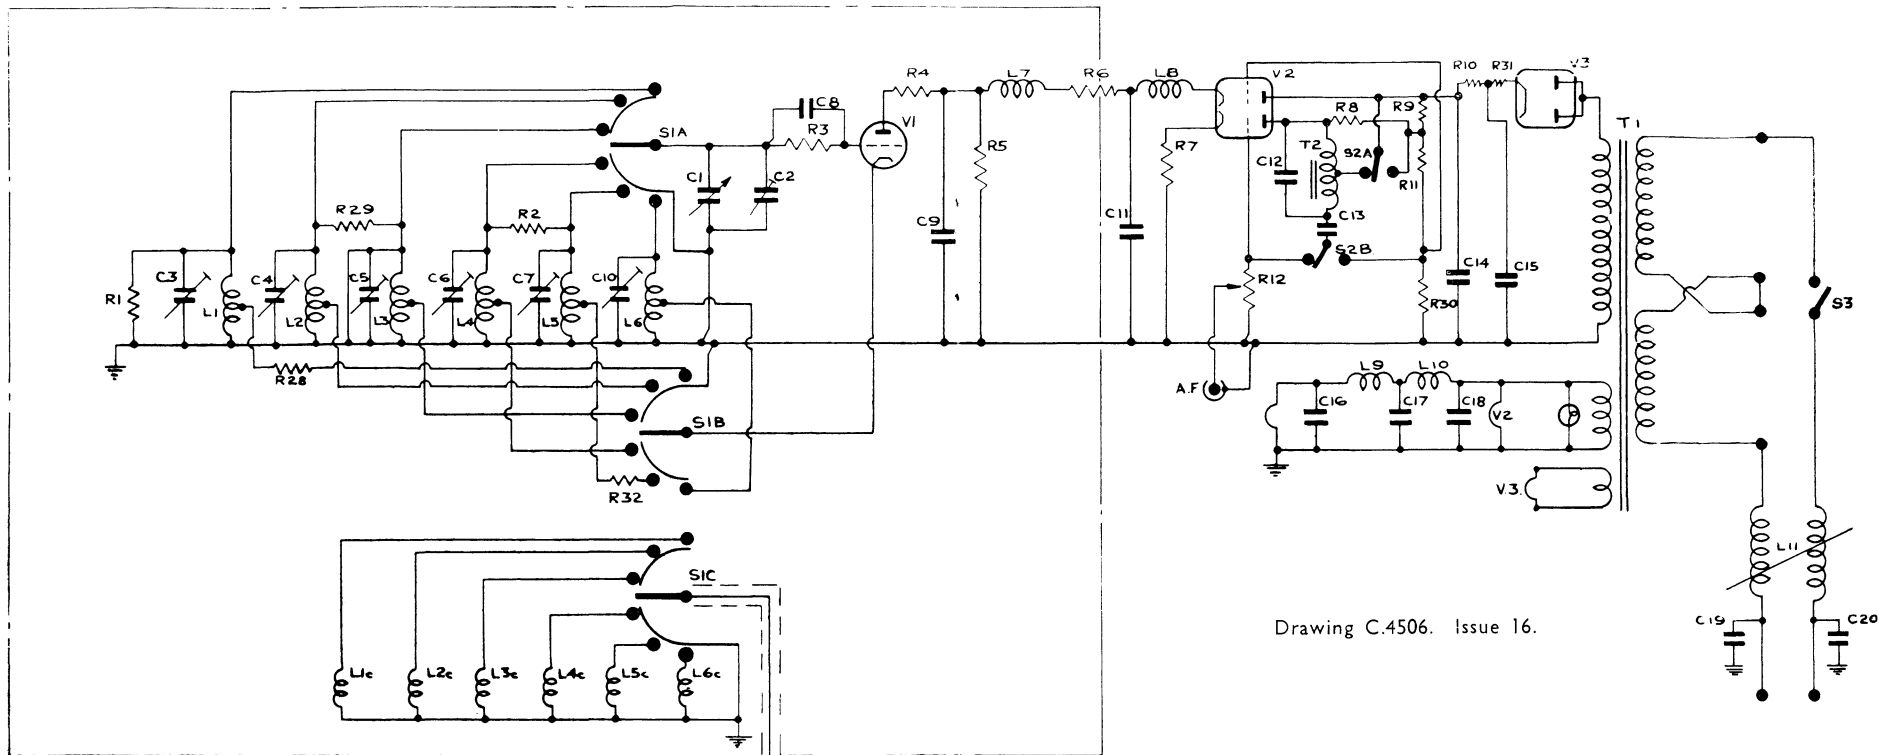 R4
L7
R6
L8
V2
R10
R31
V3
C8
R3
V1
S1A
R5
R7
R8
R9
T2
S2A
C12
R11
T1
C1
C2
R29
R2
C9
C11
C13
S2B
C3
C4
C5
C6
C7
C10
R1
L1
L2
L3
L4
L5
L6
R12
C14
C15
R30
S3
R28
A.F
L9
L10
C16
C17
C18
V2
S1B
R32
V.3.
S1C
L11
L1c
L2c
L3c
L4c
L5c
L6c
Drawing C.4506. Issue 16.
C19
C20